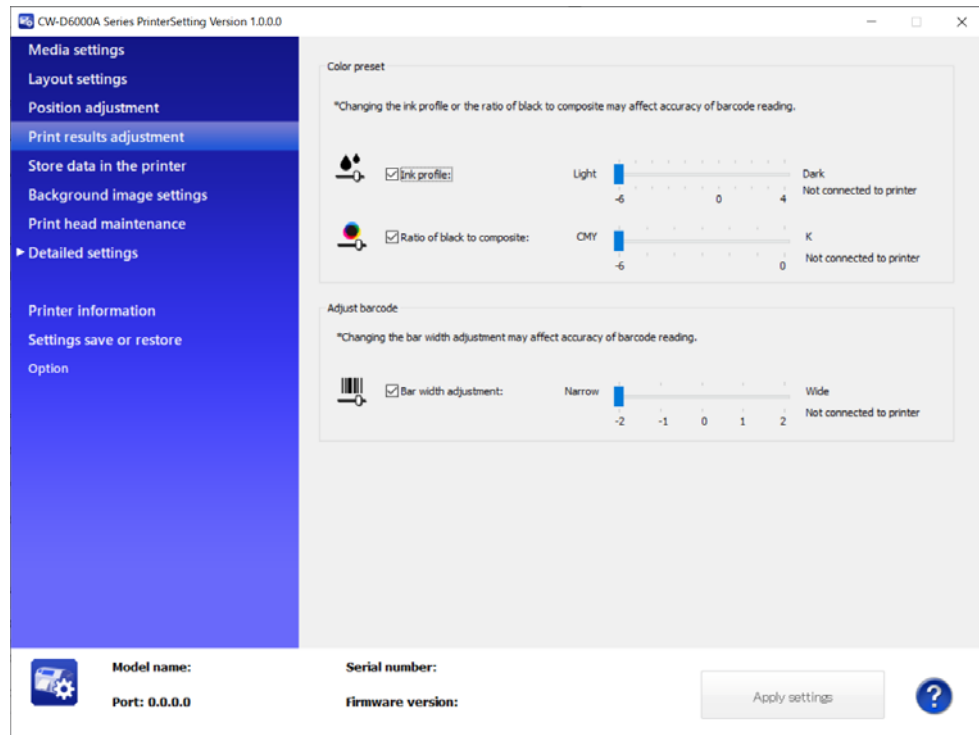 CW-D6000A Series PrinterSetting Version 1.0.0.0
Media settings
Layout settings
Position adjustment
Print results adjustment
Store data in the printer
Background image settings
Print head maintenance
Detailed settings
Printer information
Settings save or restore
Option
Color preset
*Changing the ink profile or the ratio of black to composite may affect accuracy of barcode reading.
Ink profile: Light Dark
Not connected to printer
-6 0 4
Ratio of black to composite: CMY K
Not connected to printer
-6 0
Adjust barcode
*Changing the bar width adjustment may affect accuracy of barcode reading.
Bar width adjustment: Narrow Wide
Not connected to printer
-2 -1 0 1 2
Model name: Serial number:
Port: 0.0.0.0 Firmware version:
Apply settings
?